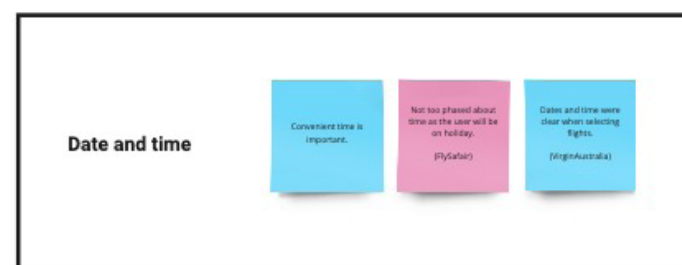 Date and time
Convenient time is
important.
Not too phased about
time as the user will be
on holiday.
(FlySafair)
Dates and time were
clear when selecting
flights.
(VirginAustralia)